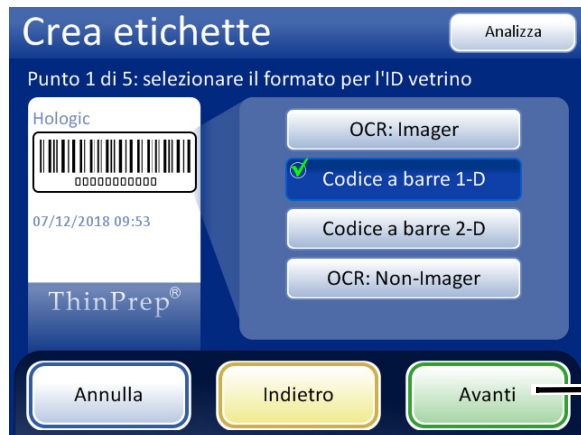 Crea etichette
Analizza
Punto 1 di 5: selezionare il formato per l'ID vetrino
Hologic
00000000000
07/12/2018 09:53
ThinPrep®
OCR: Imager
Codice a barre 1-D
Codice a barre 2-D
OCR: Non-Imager
Annulla
Indietro
Avanti